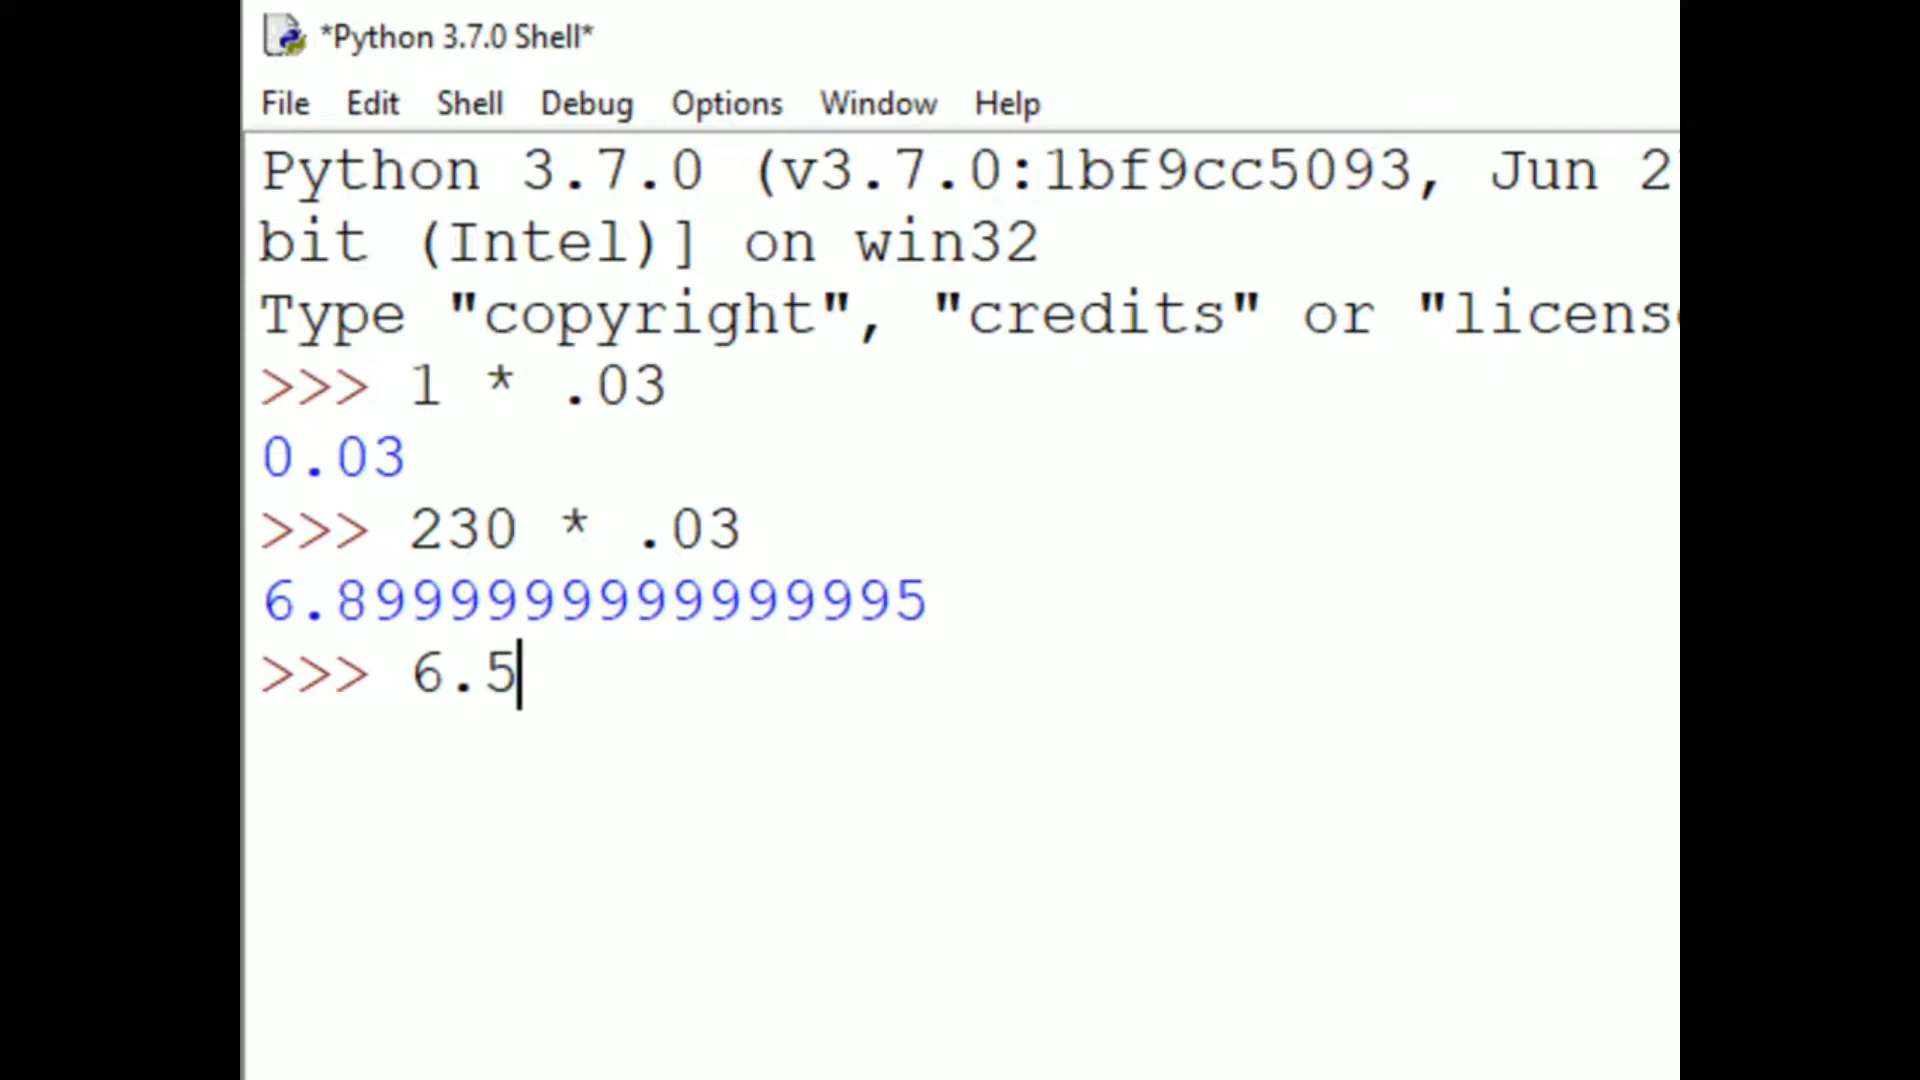 *Python 3.7.0 Shell*
File Edit Shell Debug Options Window Help
Python 3.7.0 (v3.7.0:1bf9cc5093, Jun 2
bit (Intel)] on win32
Type "copyright", "credits" or "licens
>>> 1 * .03
0.03
>>> 230 * .03
6.8999999999999995
>>> 6.5